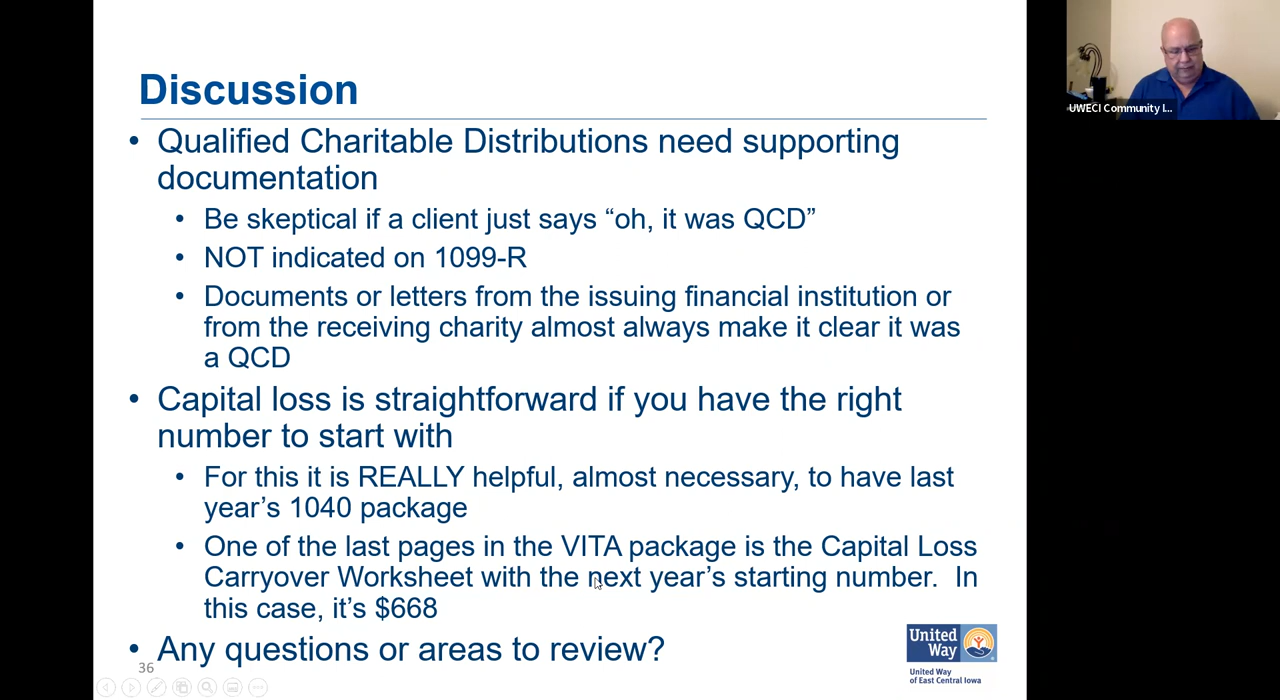 Discussion
• Qualified Charitable Distributions need supporting
documentation
• Be skeptical if a client just says “oh, it was QCD”
• NOT indicated on 1099-R
• Documents or letters from the issuing financial institution or
from the receiving charity almost always make it clear it was
a QCD
• Capital loss is straightforward if you have the right
number to start with
• For this it is REALLY helpful, almost necessary, to have last
year’s 1040 package
• One of the last pages in the VITA package is the Capital Loss
Carryover Worksheet with the next year’s starting number. In
this case, it’s $668
• Any questions or areas to review?
36
United
Way
United Way
of East Central Iowa
UWECI Community I...